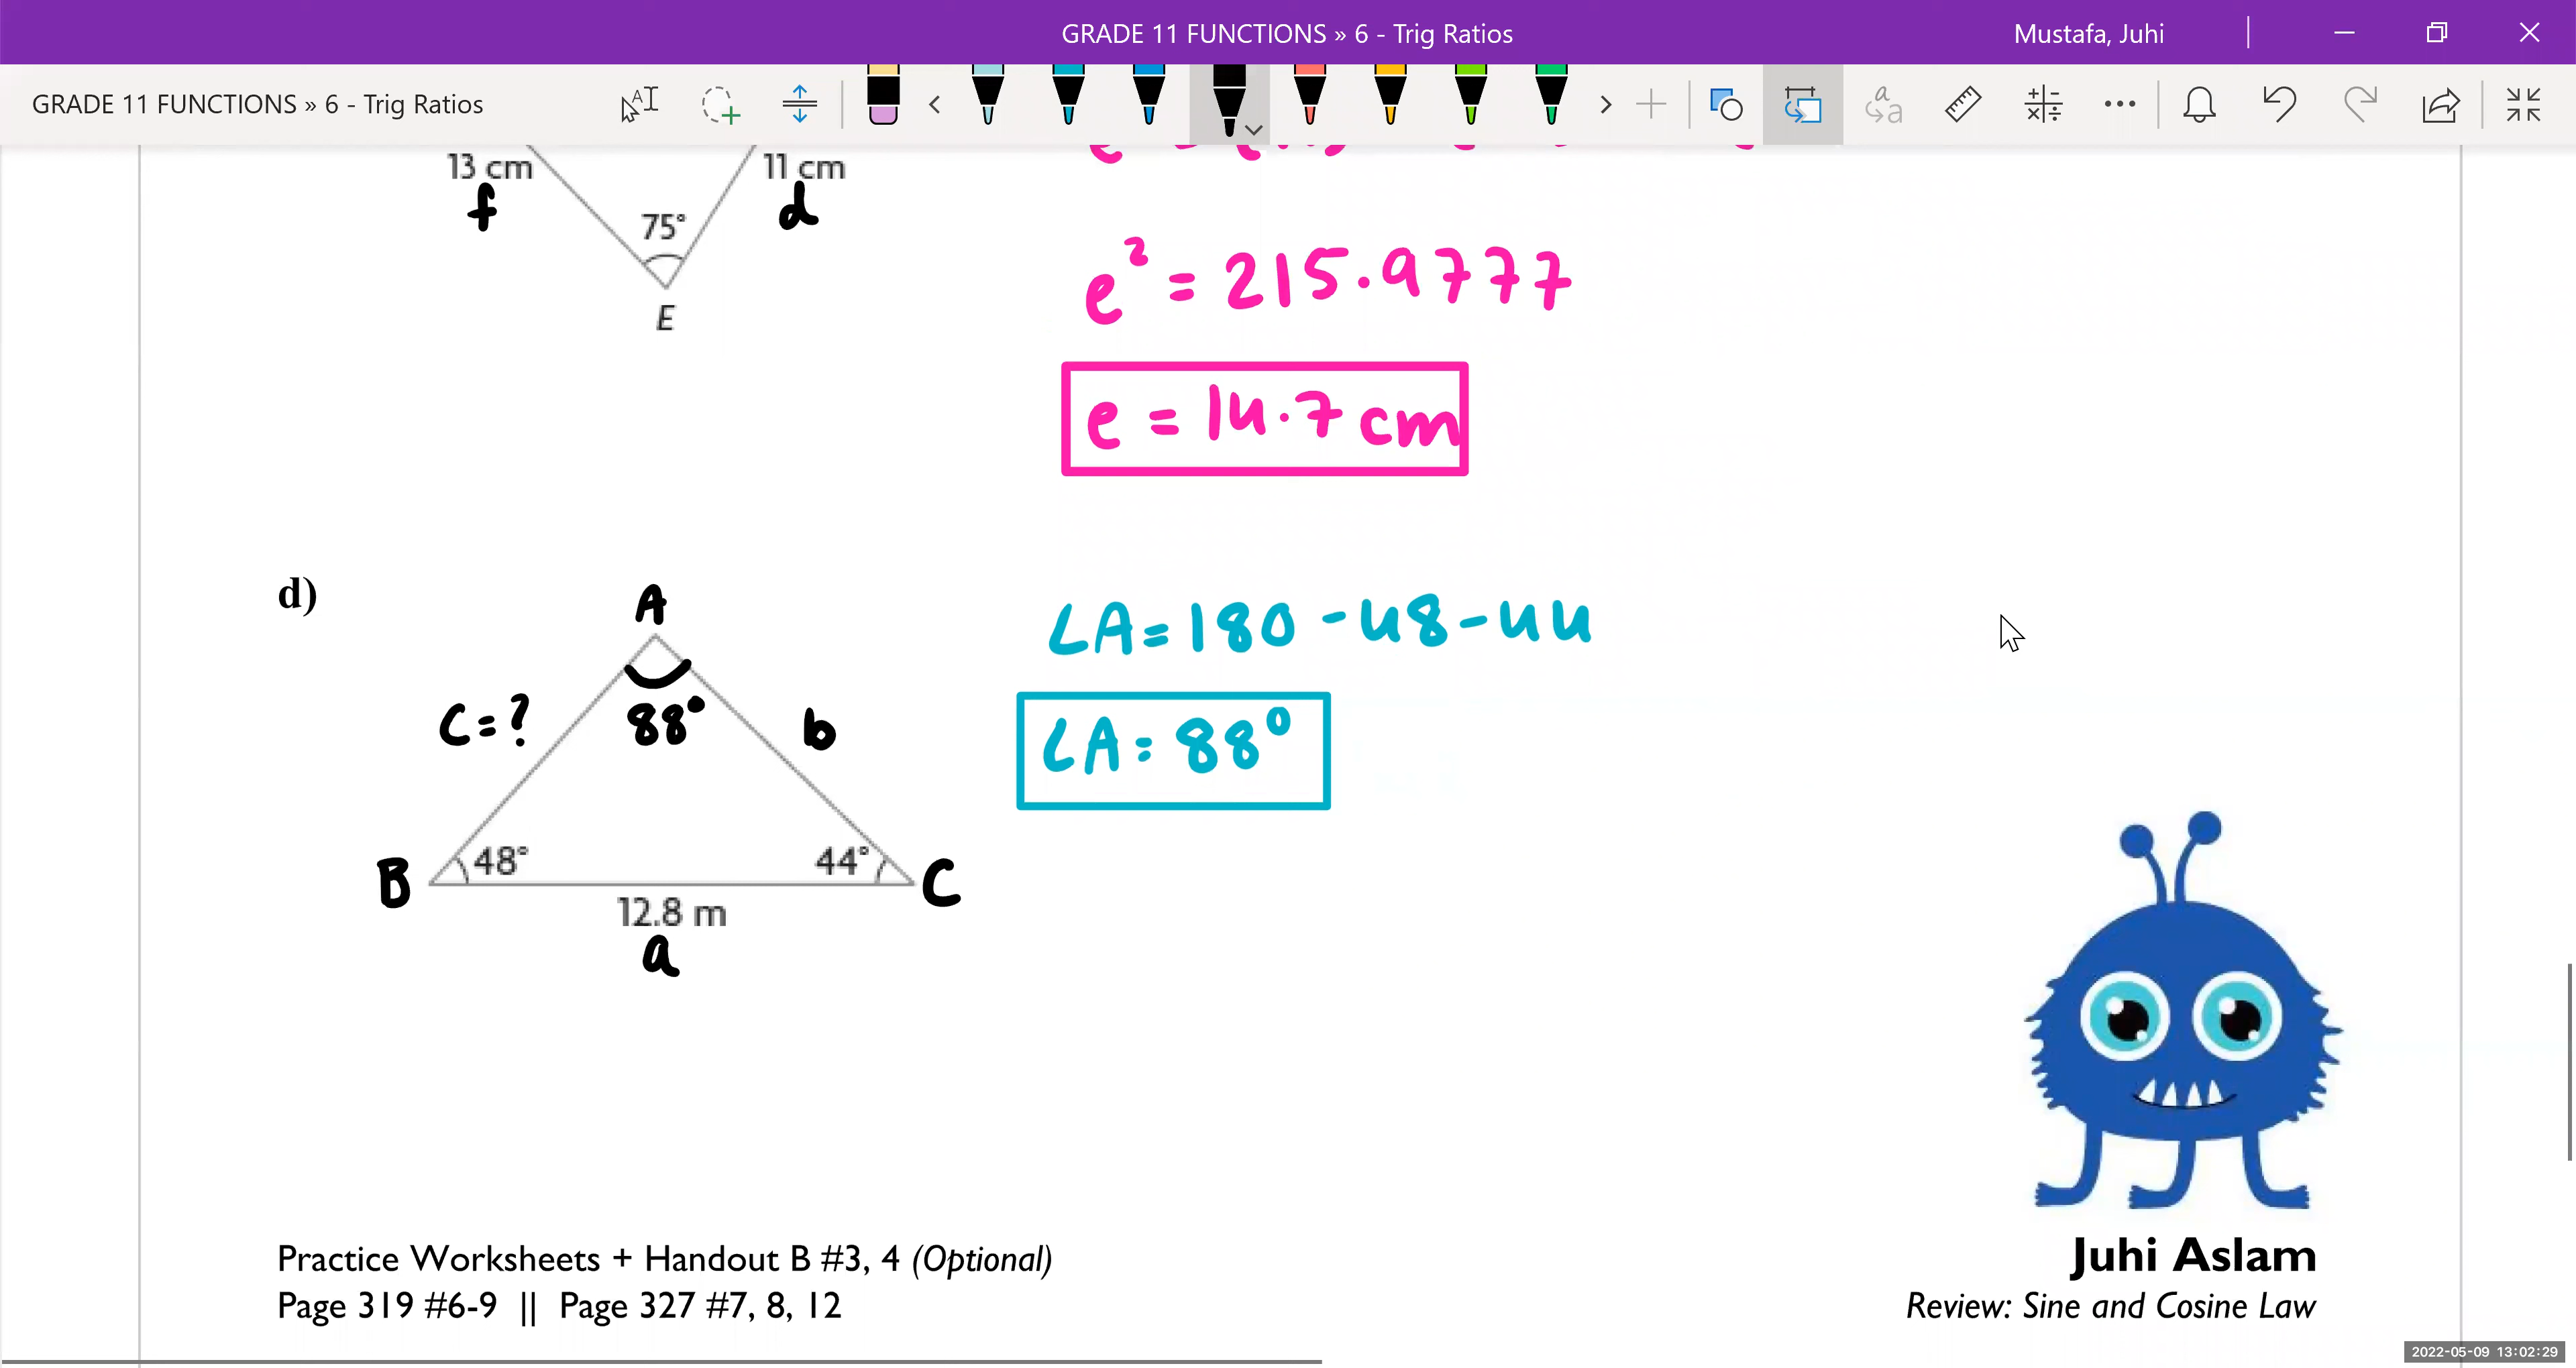 GRADE 11 FUNCTIONS » 6 - Trig Ratios
Mustafa, Juhi
GRADE 11 FUNCTIONS » 6 - Trig Ratios
13 cm
11 cm
f
d
75°
E
e² = 215.9777
e = 14.7 cm
d)
A
∠A = 180 - 48 - 44
C = ?
88°
b
∠A = 88°
B
48°
44°
C
12.8 m
a
Practice Worksheets + Handout B #3, 4 (Optional)
Page 319 #6-9 || Page 327 #7, 8, 12
Juhi Aslam
Review: Sine and Cosine Law
2022-05-09 13:02:29